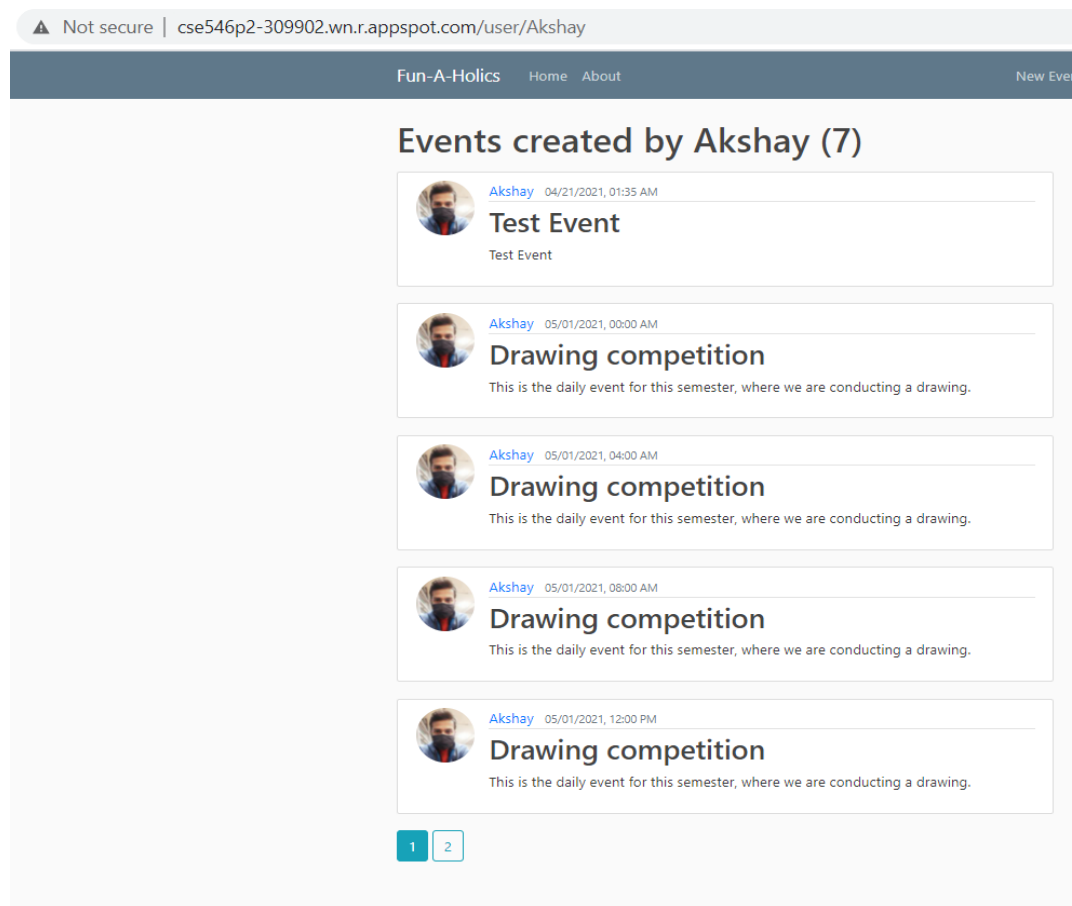 Not secure | cse546p2-309902.wn.r.appspot.com/user/Akshay
Fun-A-Holics Home About New Ever
Events created by Akshay (7)
Akshay 04/21/2021, 01:35 AM
Test Event
Test Event
Akshay 05/01/2021, 00:00 AM
Drawing competition
This is the daily event for this semester, where we are conducting a drawing.
Akshay 05/01/2021, 04:00 AM
Drawing competition
This is the daily event for this semester, where we are conducting a drawing.
Akshay 05/01/2021, 08:00 AM
Drawing competition
This is the daily event for this semester, where we are conducting a drawing.
Akshay 05/01/2021, 12:00 PM
Drawing competition
This is the daily event for this semester, where we are conducting a drawing.
1 2